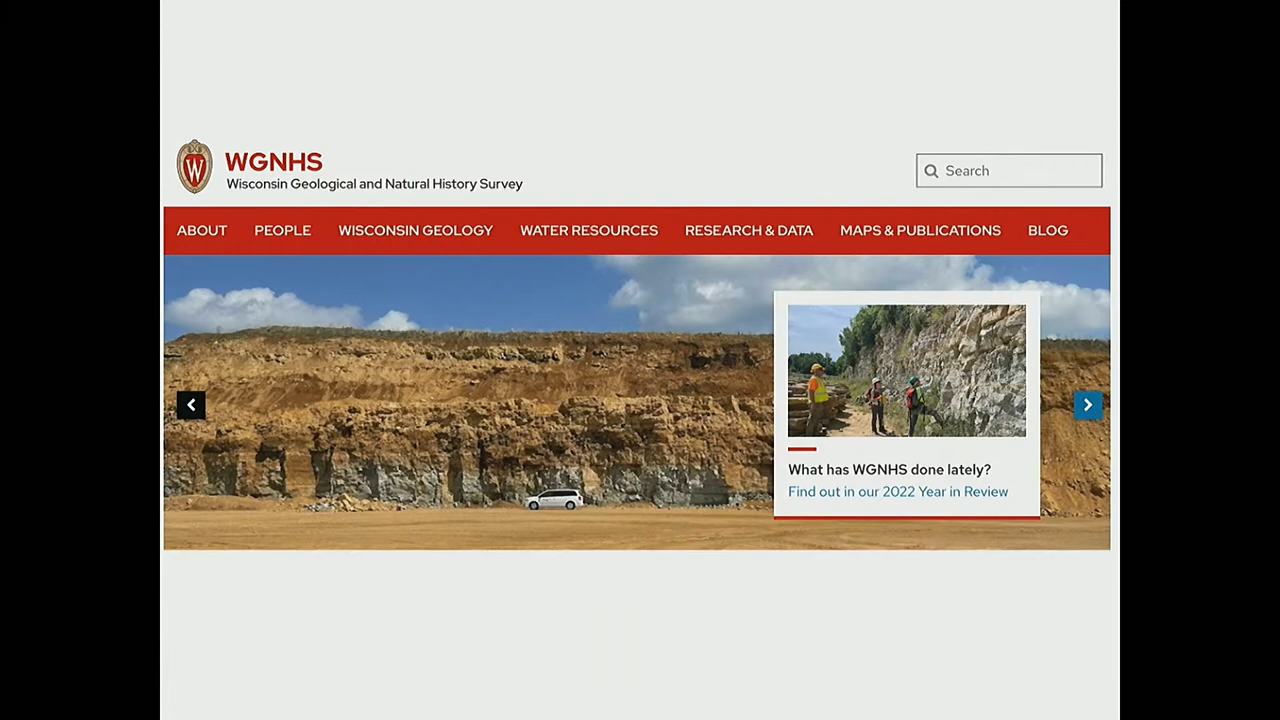 W
WGNHS
Wisconsin Geological and Natural History Survey
Search
ABOUT PEOPLE WISCONSIN GEOLOGY WATER RESOURCES RESEARCH & DATA MAPS & PUBLICATIONS BLOG
What has WGNHS done lately?
Find out in our 2022 Year in Review